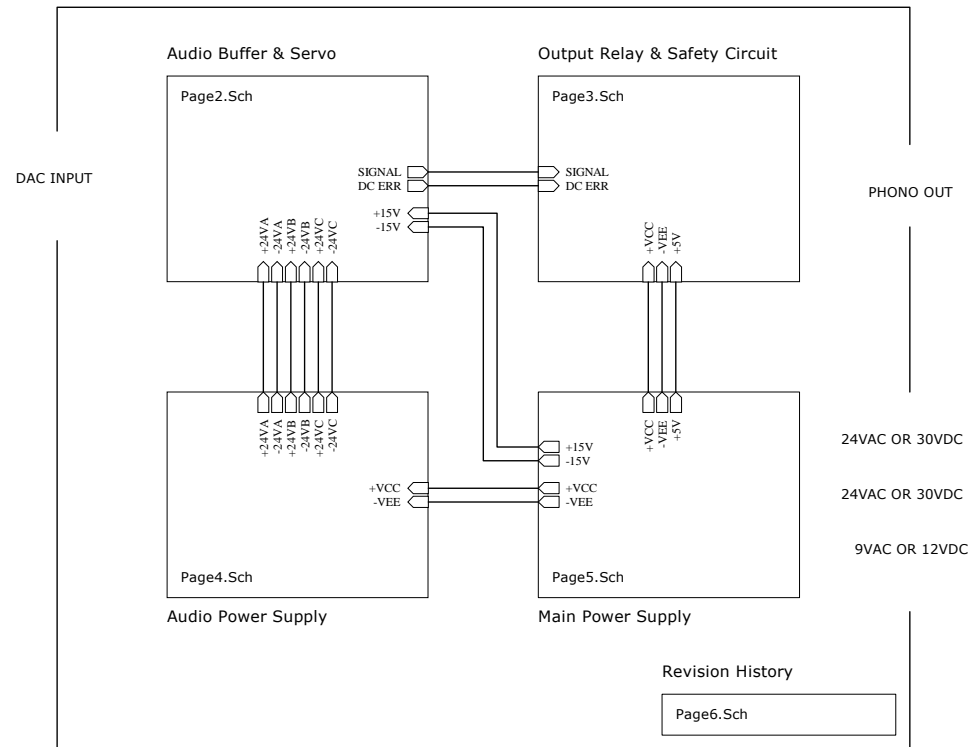 Audio Buffer & Servo
Page2.Sch
DAC INPUT
SIGNAL
DC ERR
+15V
-15V
+24VA
-24VA
+24VB
-24VB
+24VC
-24VC
Output Relay & Safety Circuit
Page3.Sch
SIGNAL
DC ERR
PHONO OUT
+VCC
-VEE
+5V
+24VA
-24VA
+24VB
-24VB
+24VC
-24VC
+VCC
-VEE
Page4.Sch
Audio Power Supply
+VCC
-VEE
+5V
+15V
-15V
+VCC
-VEE
Page5.Sch
Main Power Supply
24VAC OR 30VDC
24VAC OR 30VDC
9VAC OR 12VDC
Revision History
Page6.Sch